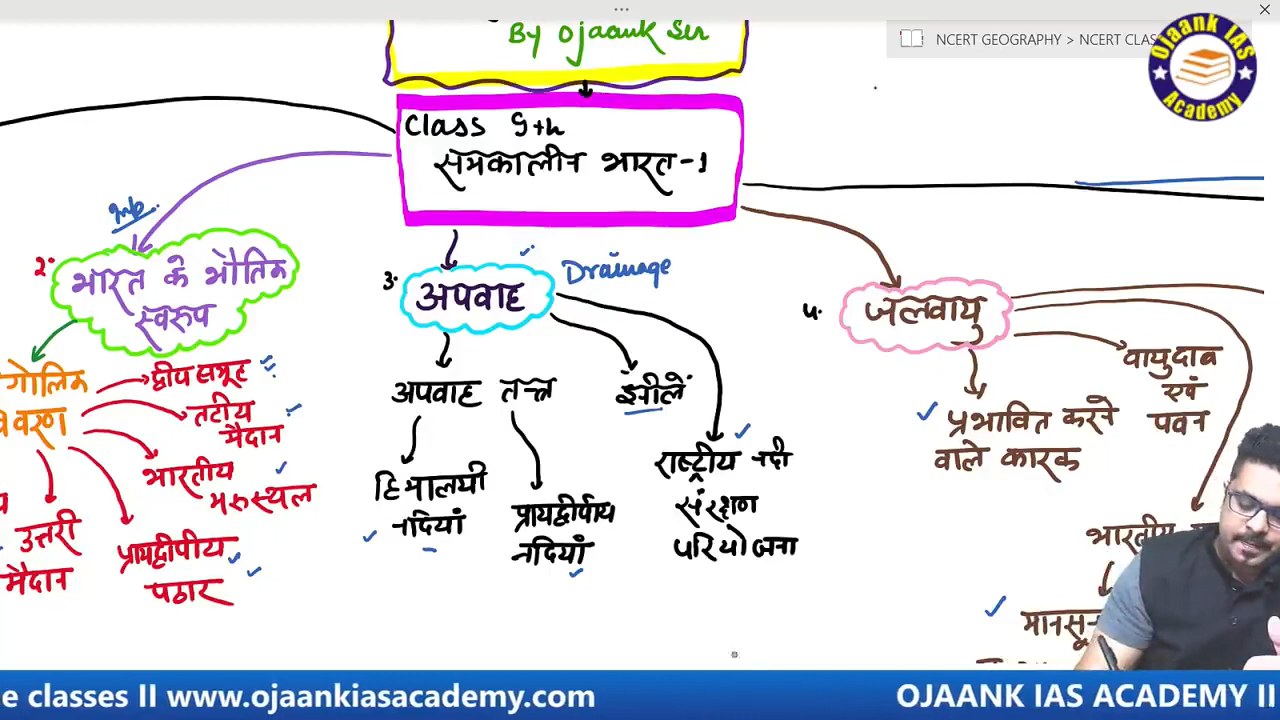 By Ojaank Sir
NCERT GEOGRAPHY > NCERT CLAS
Ojaank IAS
Academy
Class 9th
समकालीन भारत-1
Imp.
2.
भारत के भौतिक
स्वरूप
द्वीप समूह
तटीय
मैदान
भारतीय
मरुस्थल
प्रायद्वीपीय
पठार
उत्तरी
मैदान
3.
अपवाह
Drainage
अपवाह तन्त्र
हिमालयी
नदियाँ
प्रायद्वीपीय
नदियाँ
झीलें
राष्ट्रीय नदी
संरक्षण
परियोजना
4.
जलवायु
प्रभावित करने
वाले कारक
वायुदाब
एवं
पवन
भारतीय
मानसू
e classes II www.ojaankiasacademy.com
OJAANK IAS ACADEMY II